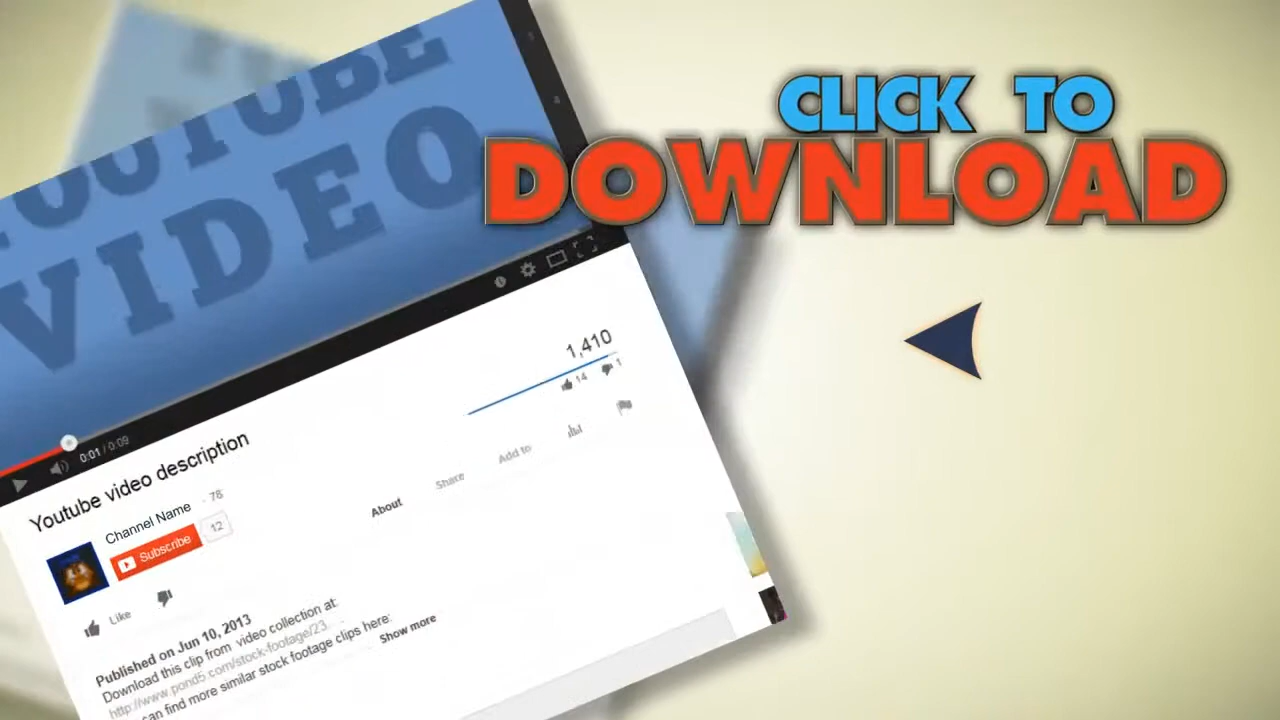 YOUTUBE
VIDEO
CLICK TO
DOWNLOAD
1,410
14 1
0:01 / 0:09
Youtube video description
Channel Name · 78
Subscribe 12
About Share Add to
Like
Published on Jun 10, 2013
Download this clip from video collection at:
http://www.pond5.com/stock-footage/23...
can find more similar stock footage clips here:
Show more